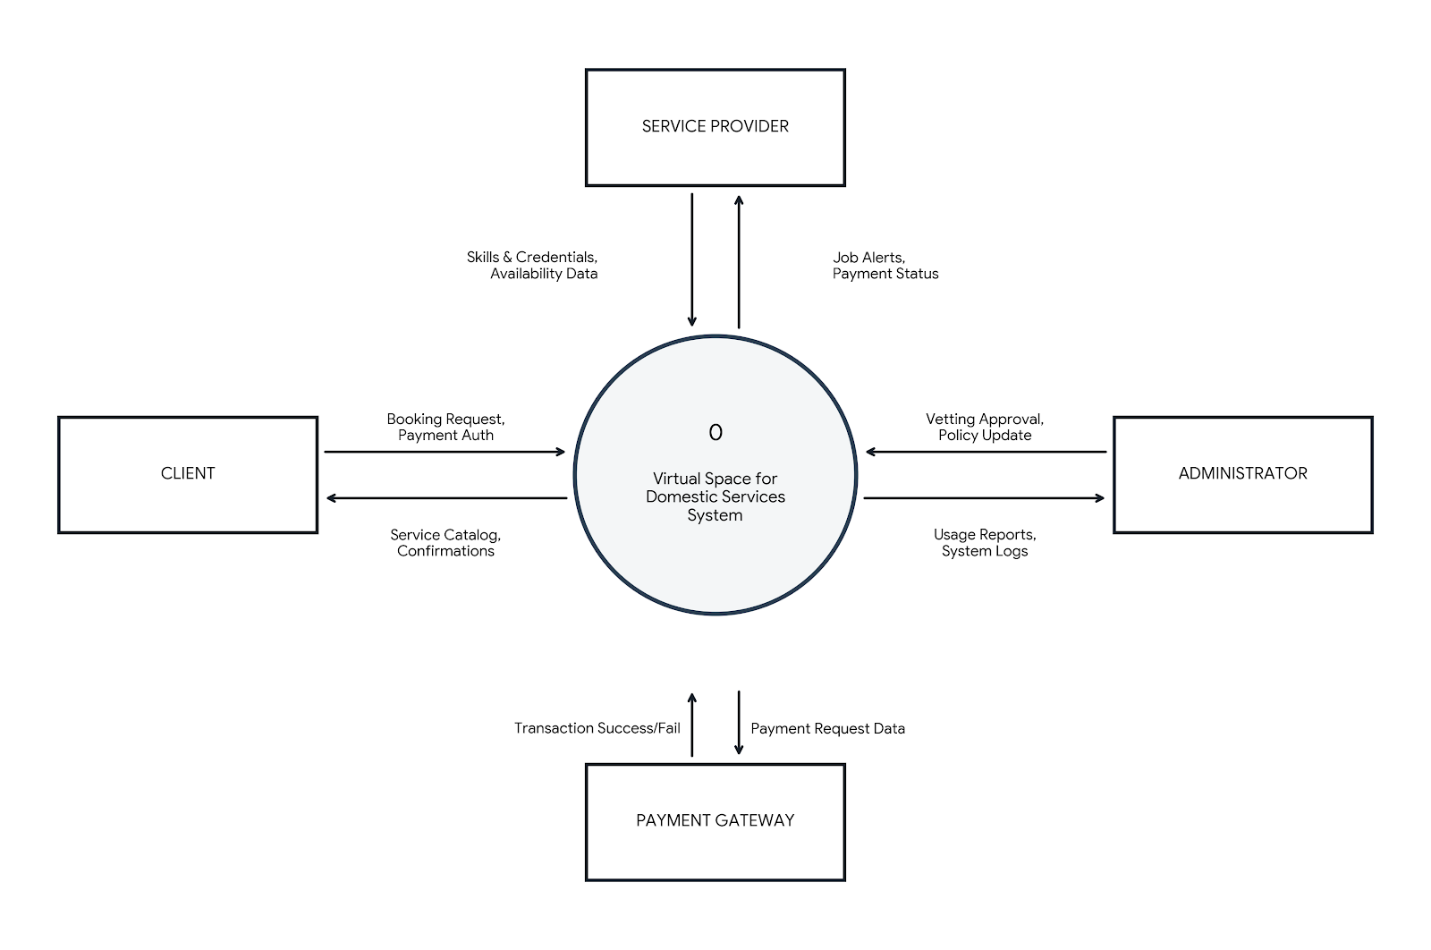 SERVICE PROVIDER
Skills & Credentials,
Availability Data
Job Alerts,
Payment Status
Booking Request,
Payment Auth
Vetting Approval,
Policy Update
0
CLIENT
Virtual Space for
Domestic Services
System
ADMINISTRATOR
Service Catalog,
Confirmations
Usage Reports,
System Logs
Transaction Success/Fail
Payment Request Data
PAYMENT GATEWAY